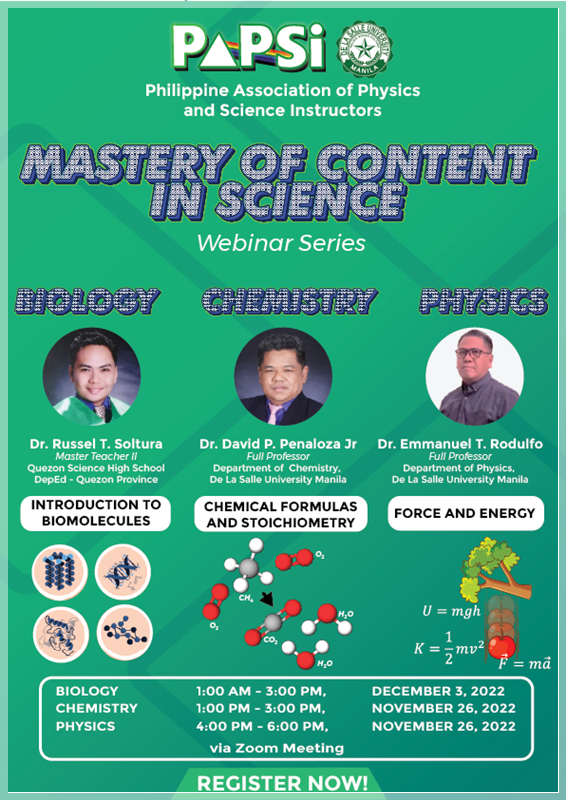 PAPSi
DE LA SALLE UNIVERSITY
MANILA
Philippine Association of Physics
and Science Instructors
MASTERY OF CONTENT
IN SCIENCE
Webinar Series
BIOLOGY
Dr. Russel T. Soltura
Master Teacher II
Quezon Science High School
DepEd - Quezon Province
INTRODUCTION TO
BIOMOLECULES
CHEMISTRY
Dr. David P. Penaloza Jr
Full Professor
Department of Chemistry,
De La Salle University Manila
CHEMICAL FORMULAS
AND STOICHIOMETRY
CH₄
O₂
O₂
CO₂
H₂O
H₂O
PHYSICS
Dr. Emmanuel T. Rodulfo
Full Professor
Department of Physics,
De La Salle University Manila
FORCE AND ENERGY
U = mgh
K = 1/2 mv²
F⃗ = ma⃗
BIOLOGY 1:00 AM - 3:00 PM, DECEMBER 3, 2022
CHEMISTRY 1:00 PM - 3:00 PM, NOVEMBER 26, 2022
PHYSICS 4:00 PM - 6:00 PM, NOVEMBER 26, 2022
via Zoom Meeting
REGISTER NOW!